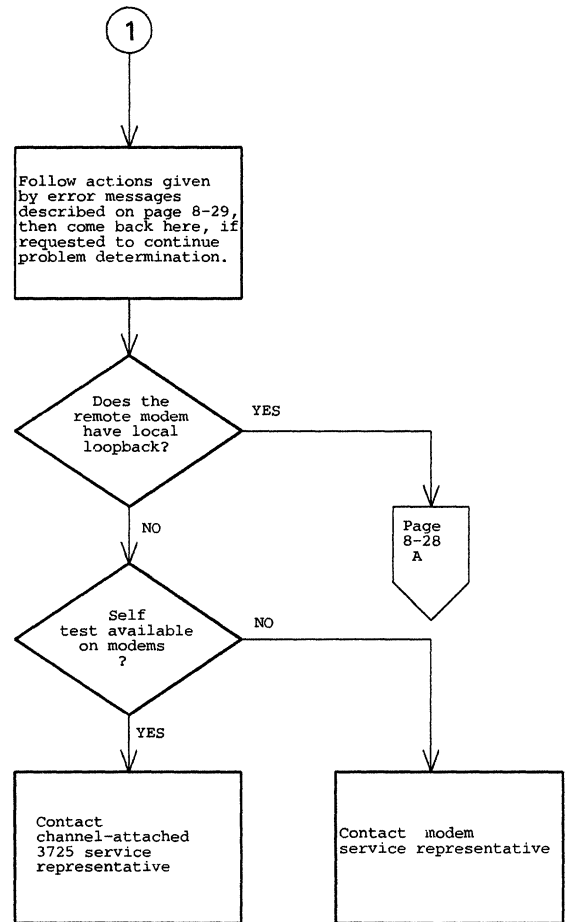 1
Follow actions given
by error messages
described on page 8-29,
then come back here, if
requested to continue
problem determination.
Does the
remote modem
have local
loopback?
YES
Page
8-28
A
NO
Self
test available
on modems
?
NO
YES
Contact
channel-attached
3725 service
representative
Contact modem
service representative